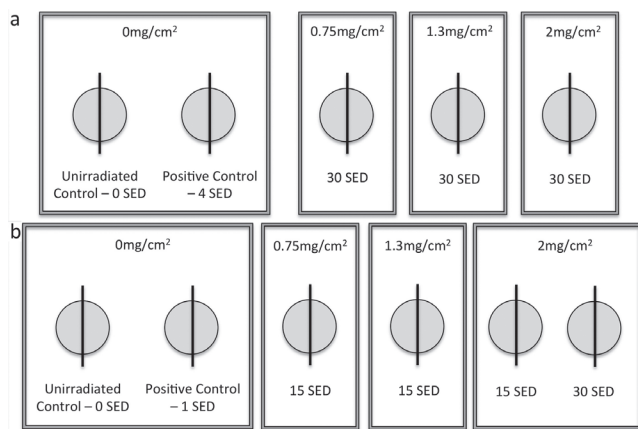 a
0mg/cm²
0.75mg/cm²
1.3mg/cm²
2mg/cm²
Unirradiated
Control – 0 SED
Positive Control
– 4 SED
30 SED
30 SED
30 SED
b
0mg/cm²
0.75mg/cm²
1.3mg/cm²
2mg/cm²
Unirradiated
Control – 0 SED
Positive Control
– 1 SED
15 SED
15 SED
15 SED
30 SED